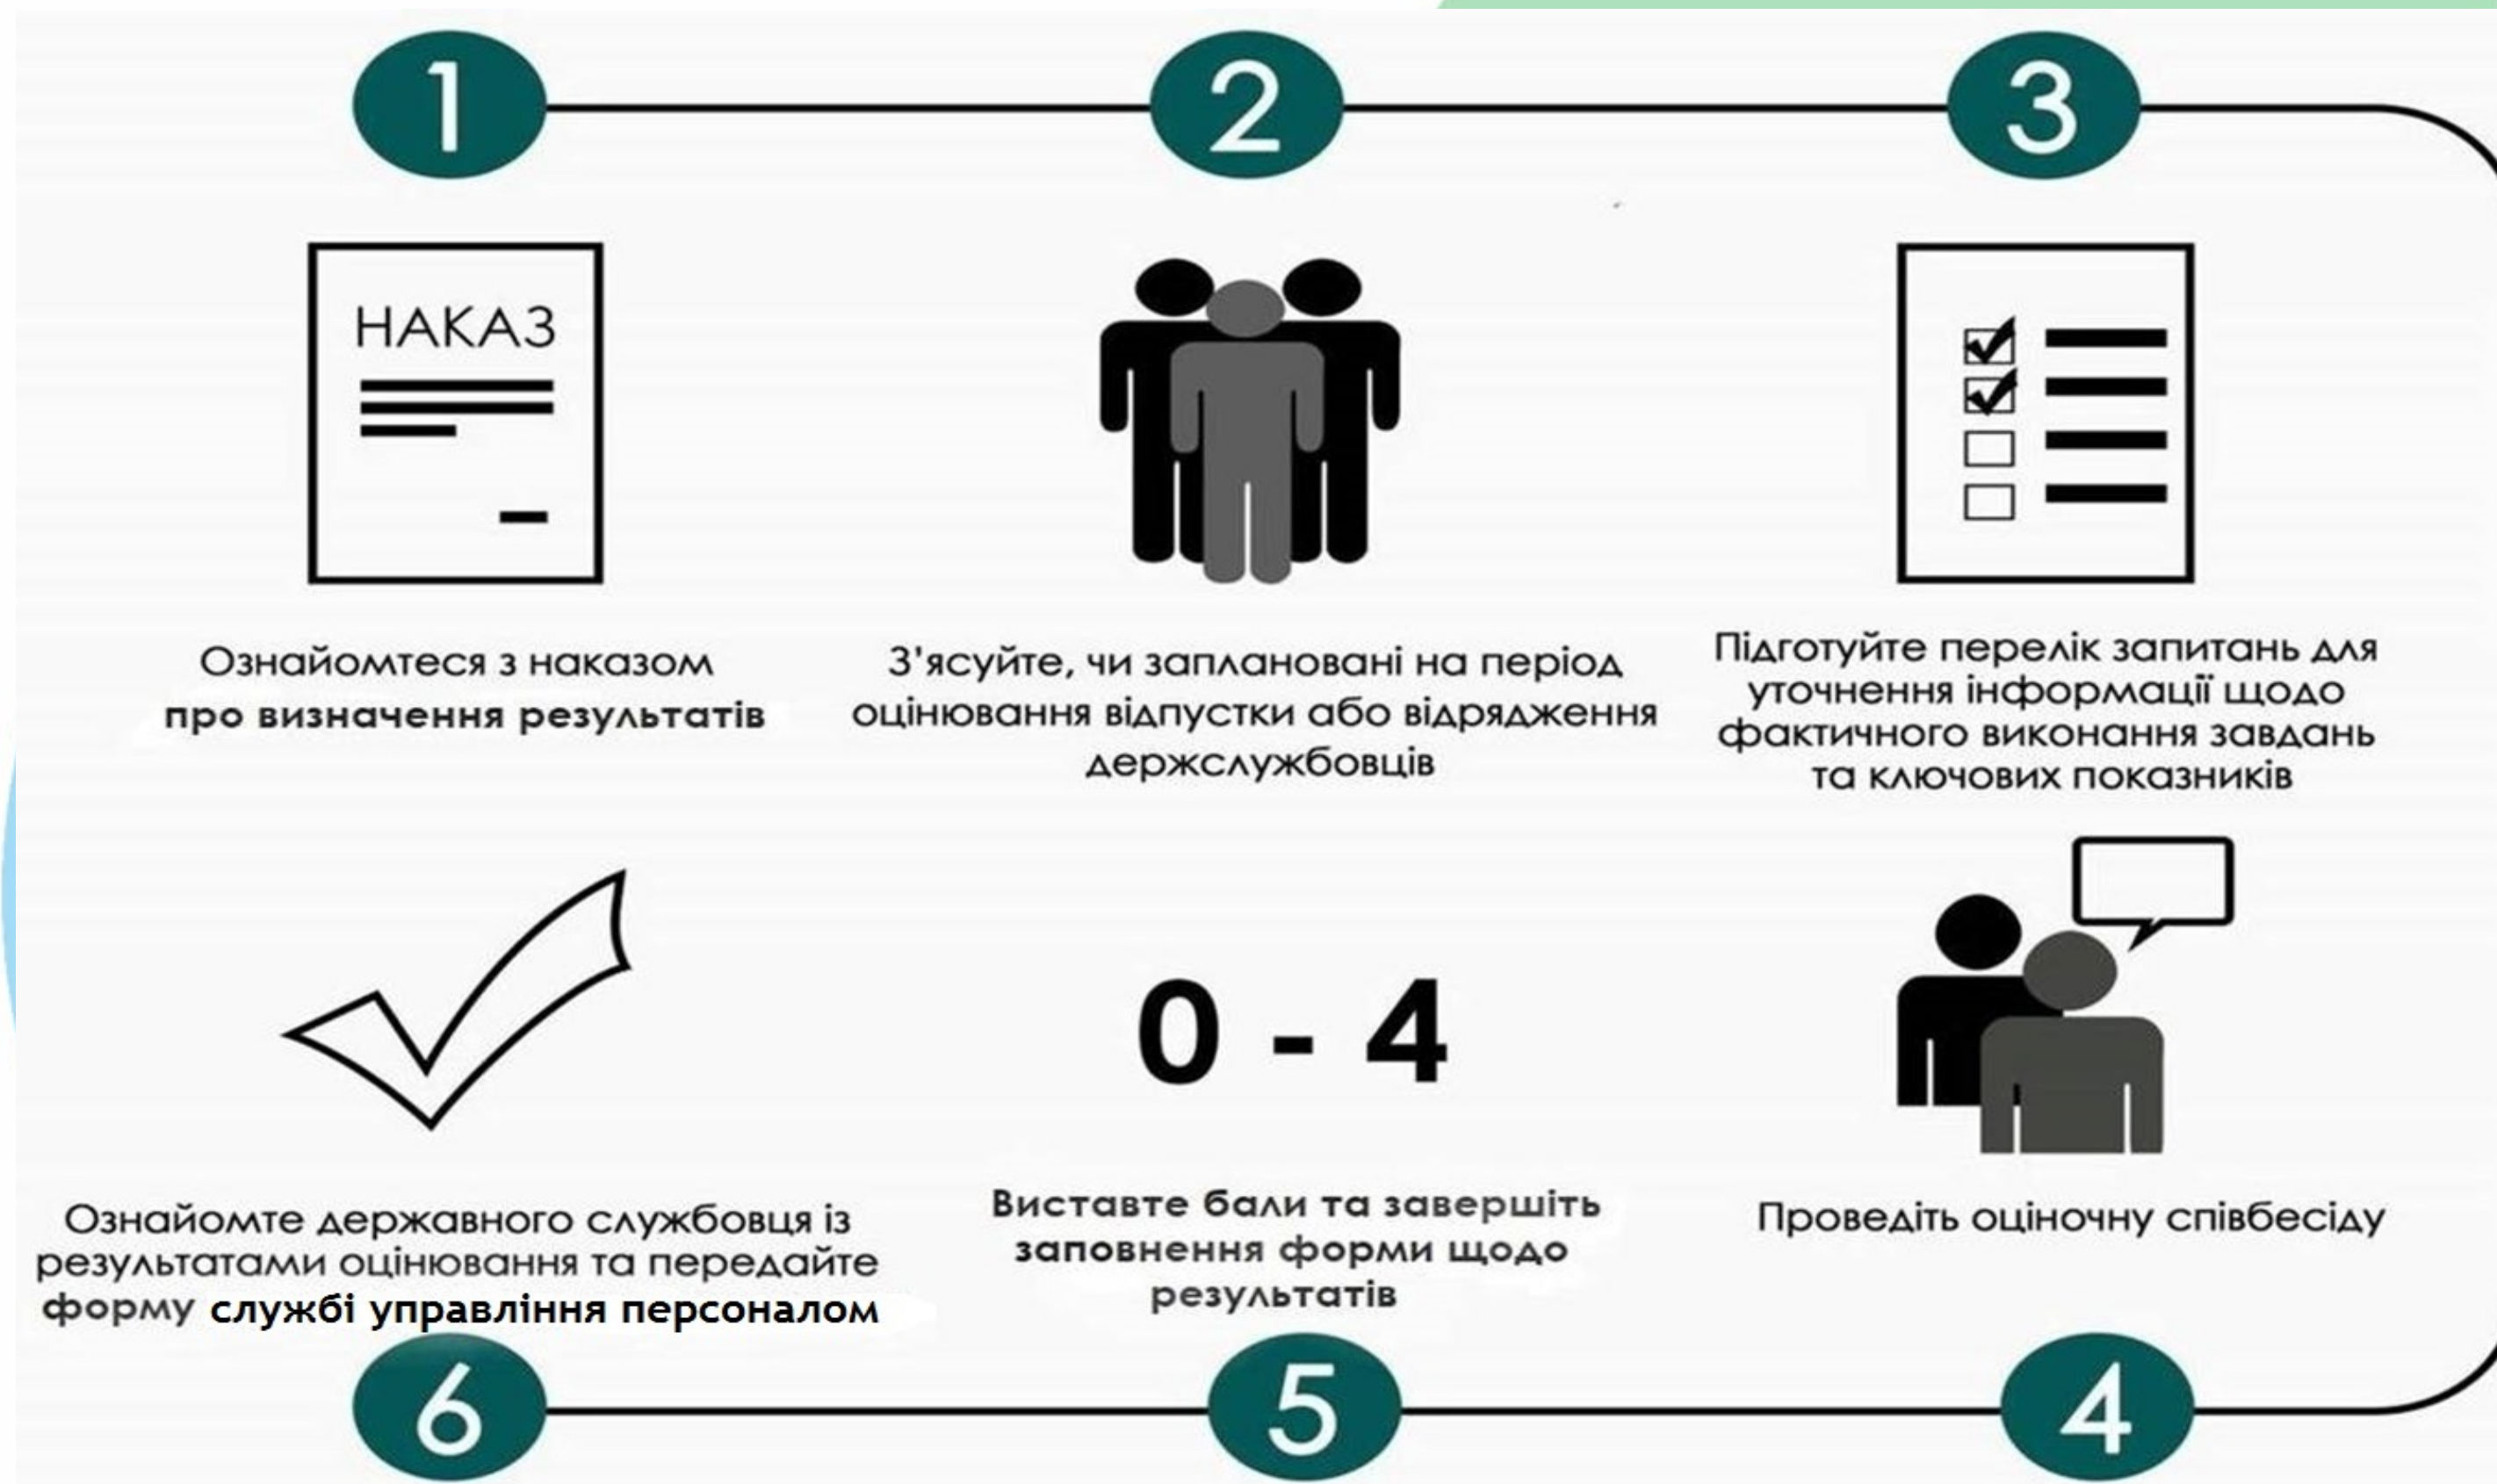 1
2
3
НАКАЗ
Ознайомтеся з наказом
про визначення результатів
З'ясуйте, чи заплановані на період
оцінювання відпустки або відрядження
держслужбовців
Підготуйте перелік запитань для
уточнення інформації щодо
фактичного виконання завдань
та ключових показників
Проведіть оціночну співбесіду
4
0 - 4
Виставте бали та завершіть
заповнення форми щодо
результатів
5
Ознайомте державного службовця із
результатами оцінювання та передайте
форму службі управління персоналом
6